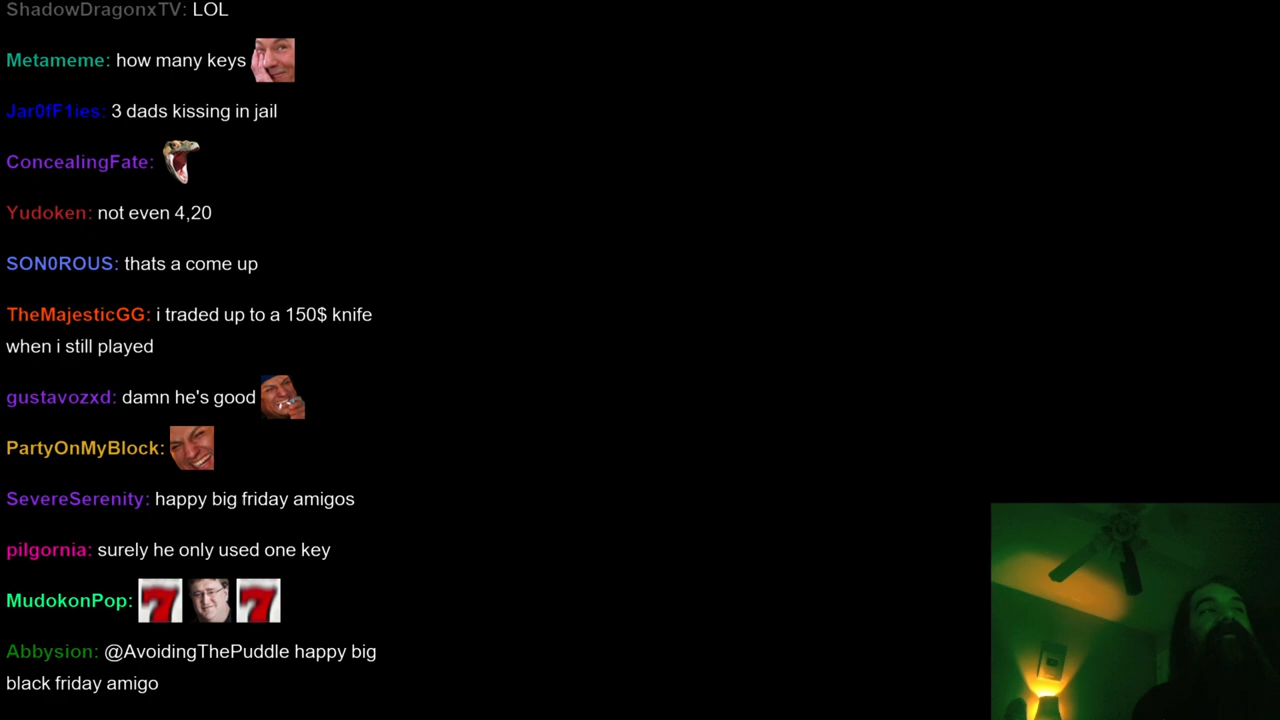 ShadowDragonxTV: LOL
Metameme: how many keys
Jar0fF1ies: 3 dads kissing in jail
ConcealingFate:
Yudoken: not even 4,20
SON0ROUS: thats a come up
TheMajesticGG: i traded up to a 150$ knife
when i still played
gustavozxd: damn he's good
PartyOnMyBlock:
SevereSerenity: happy big friday amigos
pilgornia: surely he only used one key
MudokonPop: 7 7
Abbysion: @AvoidingThePuddle happy big
black friday amigo